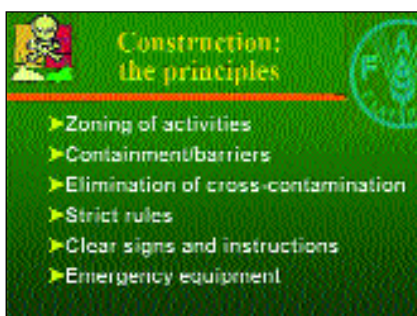 Construction:
the principles
F A
➤Zoning of activities
➤Containment/barriers
➤Elimination of cross-contamination
➤Strict rules
➤Clear signs and instructions
➤Emergency equipment